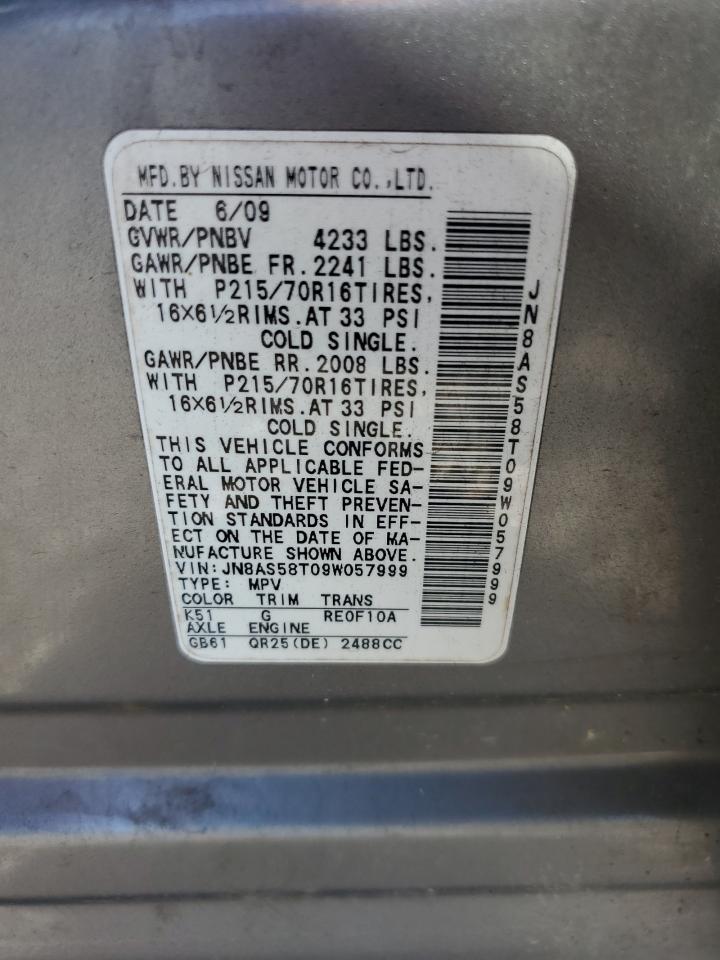 MFD.BY NISSAN MOTOR CO.,LTD.
DATE 6/09
GVWR/PNBV 4233 LBS.
GAWR/PNBE FR.2241 LBS.
WITH P215/70R16TIRES,
16X6½RIMS.AT 33 PSI
COLD SINGLE.
GAWR/PNBE RR.2008 LBS.
WITH P215/70R16TIRES,
16X6½RIMS.AT 33 PSI
COLD SINGLE.
THIS VEHICLE CONFORMS
TO ALL APPLICABLE FED-
ERAL MOTOR VEHICLE SA-
FETY AND THEFT PREVEN-
TION STANDARDS IN EFF-
ECT ON THE DATE OF MA-
NUFACTURE SHOWN ABOVE.
VIN:JN8AS58T09W057999
TYPE: MPV
COLOR TRIM TRANS
K51 G RE0F10A
AXLE ENGINE
GB61 QR25(DE) 2488CC
JN8AS58T09W057999